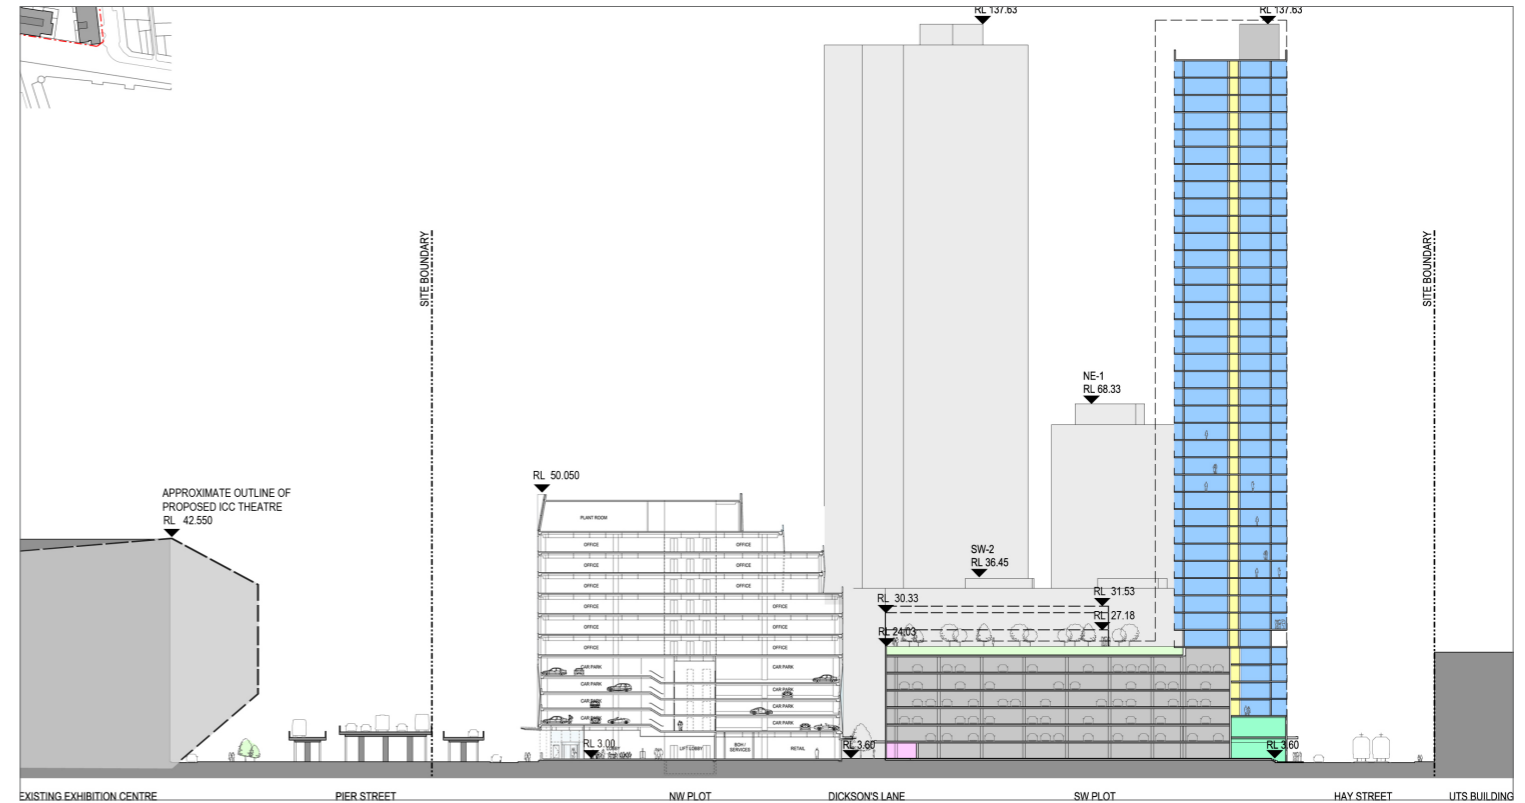 RL 137.63
RL 137.63
SITE BOUNDARY
SITE BOUNDARY
NE-1
RL 68.33
RL 50.050
APPROXIMATE OUTLINE OF
PROPOSED ICC THEATRE
RL 42.550
PLANT ROOM
OFFICE OFFICE
OFFICE OFFICE
OFFICE OFFICE
OFFICE OFFICE
OFFICE OFFICE
OFFICE OFFICE
CAR PARK CAR PARK
CAR PARK CAR PARK
CAR PARK CAR PARK
CAR PARK
SW-2
RL 36.45
RL 30.33
RL 31.53
RL 27.18
RL 24.03
RL 3.00
LOBBY
LIFT LOBBY
BOH /
SERVICES
RETAIL
RL 3.60
RL 3.60
EXISTING EXHIBITION CENTRE
PIER STREET
NW PLOT
DICKSON'S LANE
SW PLOT
HAY STREET
UTS BUILDING